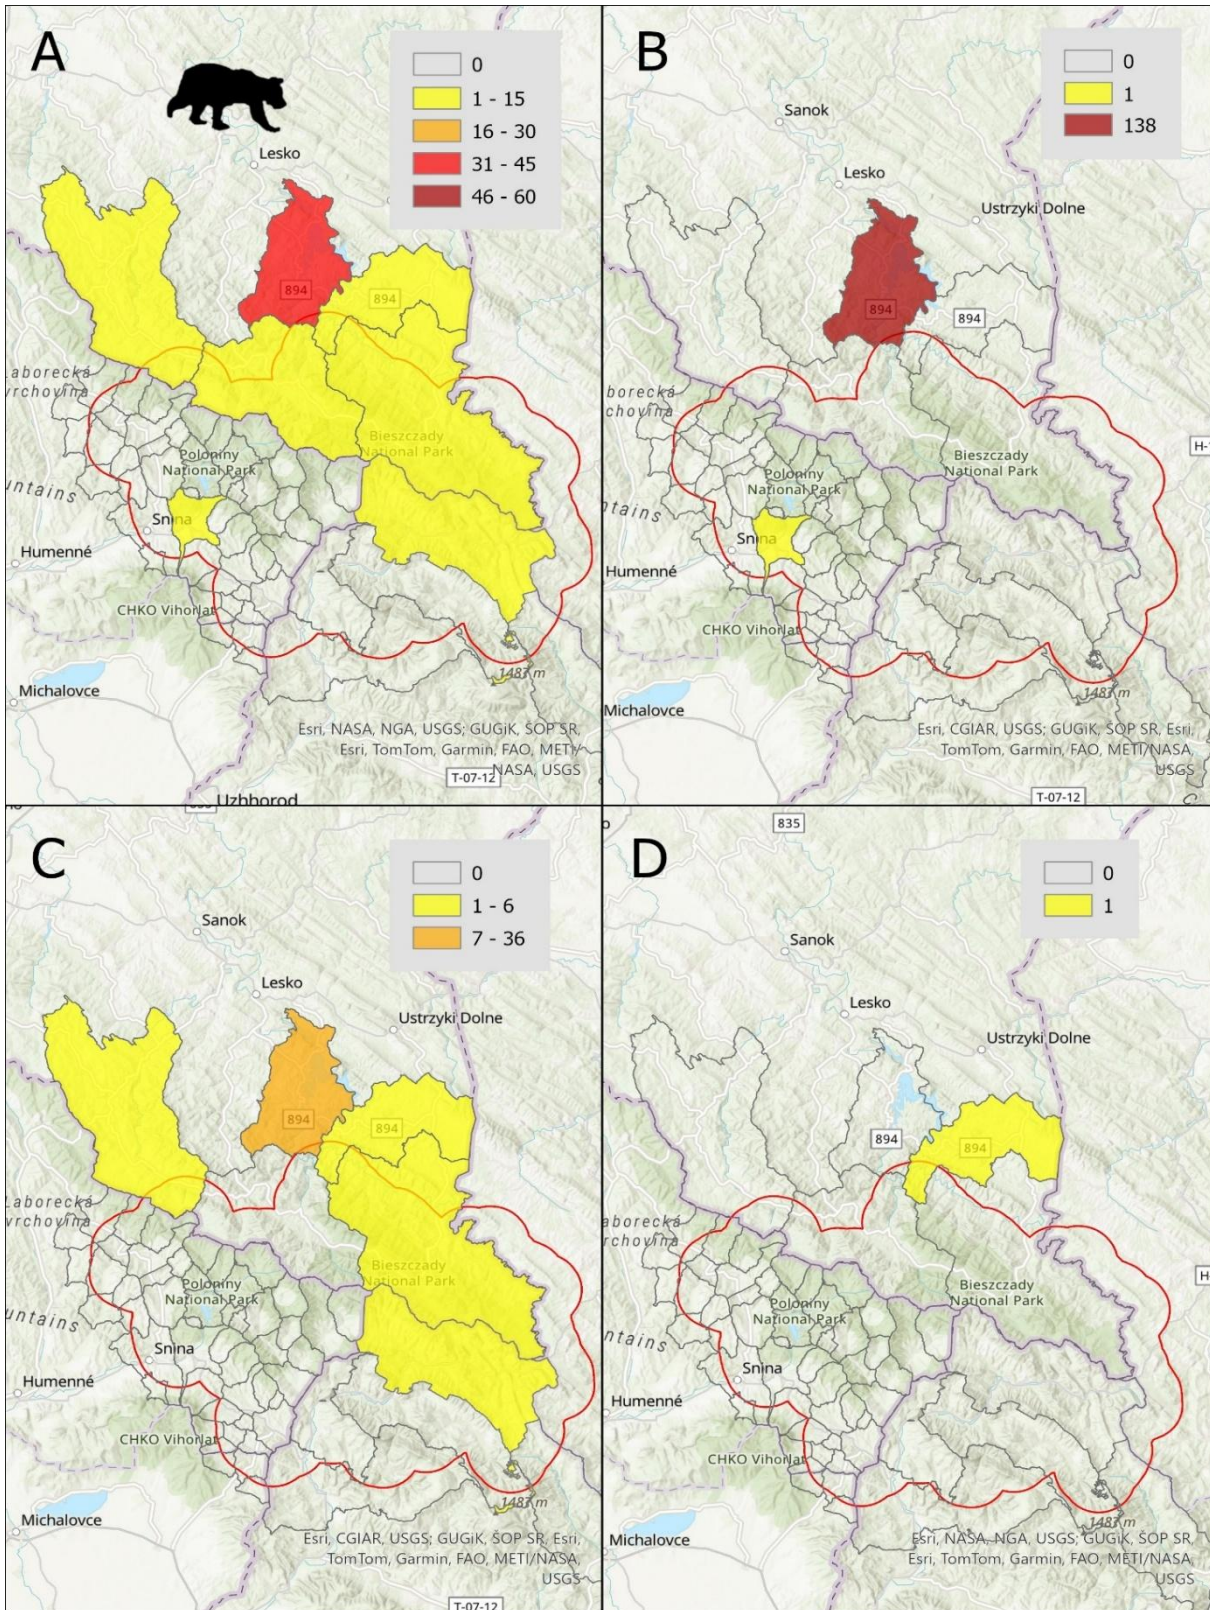 A
0
1 - 15
16 - 30
31 - 45
46 - 60
Lesko
894
894
Laborecká
vrchovina
Bieszczady
National Park
Poloniny
National Park
untains
Snina
Humenné
CHKO Vihorlat
1487 m
Michalovce
Esri, NASA, NGA, USGS; GUGiK, ŠOP SR,
Esri, TomTom, Garmin, FAO, METI/
NASA, USGS
T-07-12
Uzhhorod
B
0
1
138
Sanok
Lesko
Ustrzyki Dolne
894
894
borecká
chovina
H-1
Bieszczady
National Park
Poloniny
National Park
untains
Snina
Humenné
CHKO Vihorlat
1487 m
Michalovce
Esri, CGIAR, USGS; GUGiK, ŠOP SR, Esri,
TomTom, Garmin, FAO, METI/NASA,
USGS
T-07-12
C
0
1 - 6
7 - 36
Sanok
Lesko
Ustrzyki Dolne
894
894
Laborecká
vrchovina
Bieszczady
National Park
Poloniny
National Park
untains
Snina
Humenné
CHKO Vihorlat
1487 m
Michalovce
Esri, CGIAR, USGS; GUGiK, ŠOP SR, Esri,
TomTom, Garmin, FAO, METI/NASA,
USGS
T-07-12
835
D
0
1
Sanok
Lesko
Ustrzyki Dolne
894
894
aborecká
rchovina
H
Bieszczady
National Park
Poloniny
National Park
untains
Snina
Humenné
CHKO Vihorlat
1487 m
Michalovce
Esri, NASA, NGA, USGS; GUGiK, ŠOP SR,
Esri, TomTom, Garmin, FAO, METI/NASA,
USGS